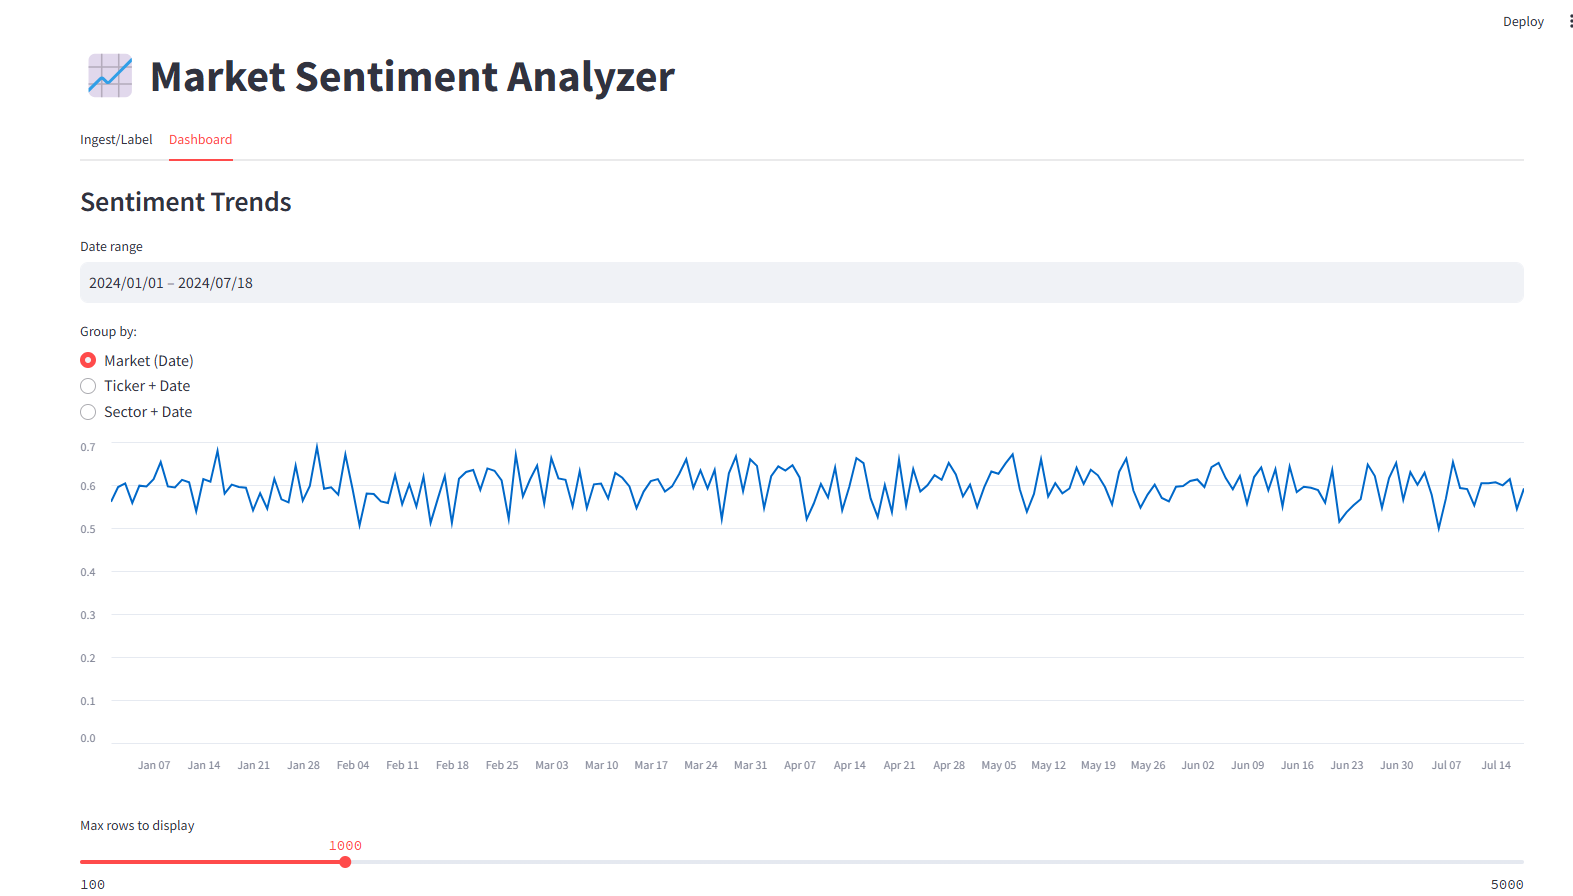 Deploy
Market Sentiment Analyzer
Ingest/Label Dashboard
Sentiment Trends
Date range
2024/01/01 – 2024/07/18
Group by:
Market (Date)
Ticker + Date
Sector + Date
0.7
0.6
0.5
0.4
0.3
0.2
0.1
0.0
Jan 07 Jan 14 Jan 21 Jan 28 Feb 04 Feb 11 Feb 18 Feb 25 Mar 03 Mar 10 Mar 17 Mar 24 Mar 31 Apr 07 Apr 14 Apr 21 Apr 28 May 05 May 12 May 19 May 26 Jun 02 Jun 09 Jun 16 Jun 23 Jun 30 Jul 07 Jul 14
Max rows to display
1000
100 5000